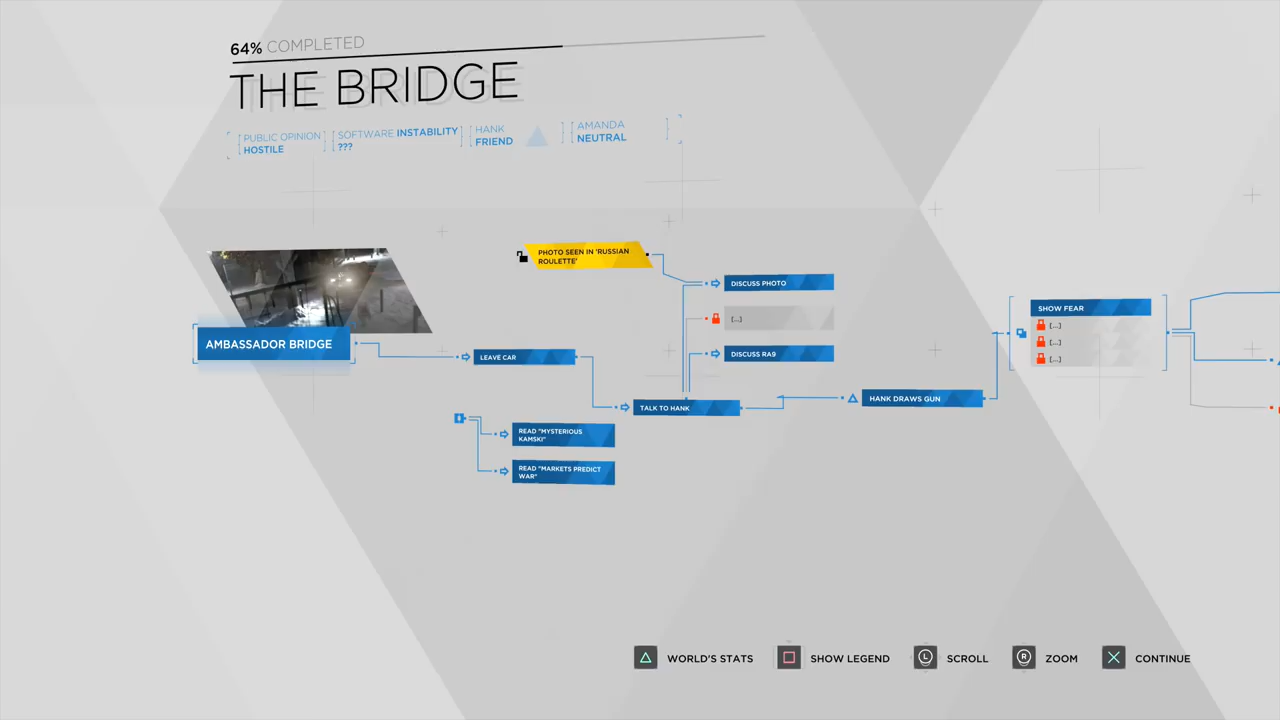 64% COMPLETED
THE BRIDGE
PUBLIC OPINION
HOSTILE
SOFTWARE INSTABILITY
???
HANK
FRIEND
AMANDA
NEUTRAL
PHOTO SEEN IN 'RUSSIAN
ROULETTE'
DISCUSS PHOTO
[...]
DISCUSS RA9
AMBASSADOR BRIDGE
LEAVE CAR
TALK TO HANK
READ "MYSTERIOUS
KAMSKI"
READ "MARKETS PREDICT
WAR"
HANK DRAWS GUN
SHOW FEAR
[...]
[...]
[...]
WORLD'S STATS
SHOW LEGEND
L
SCROLL
R
ZOOM
CONTINUE